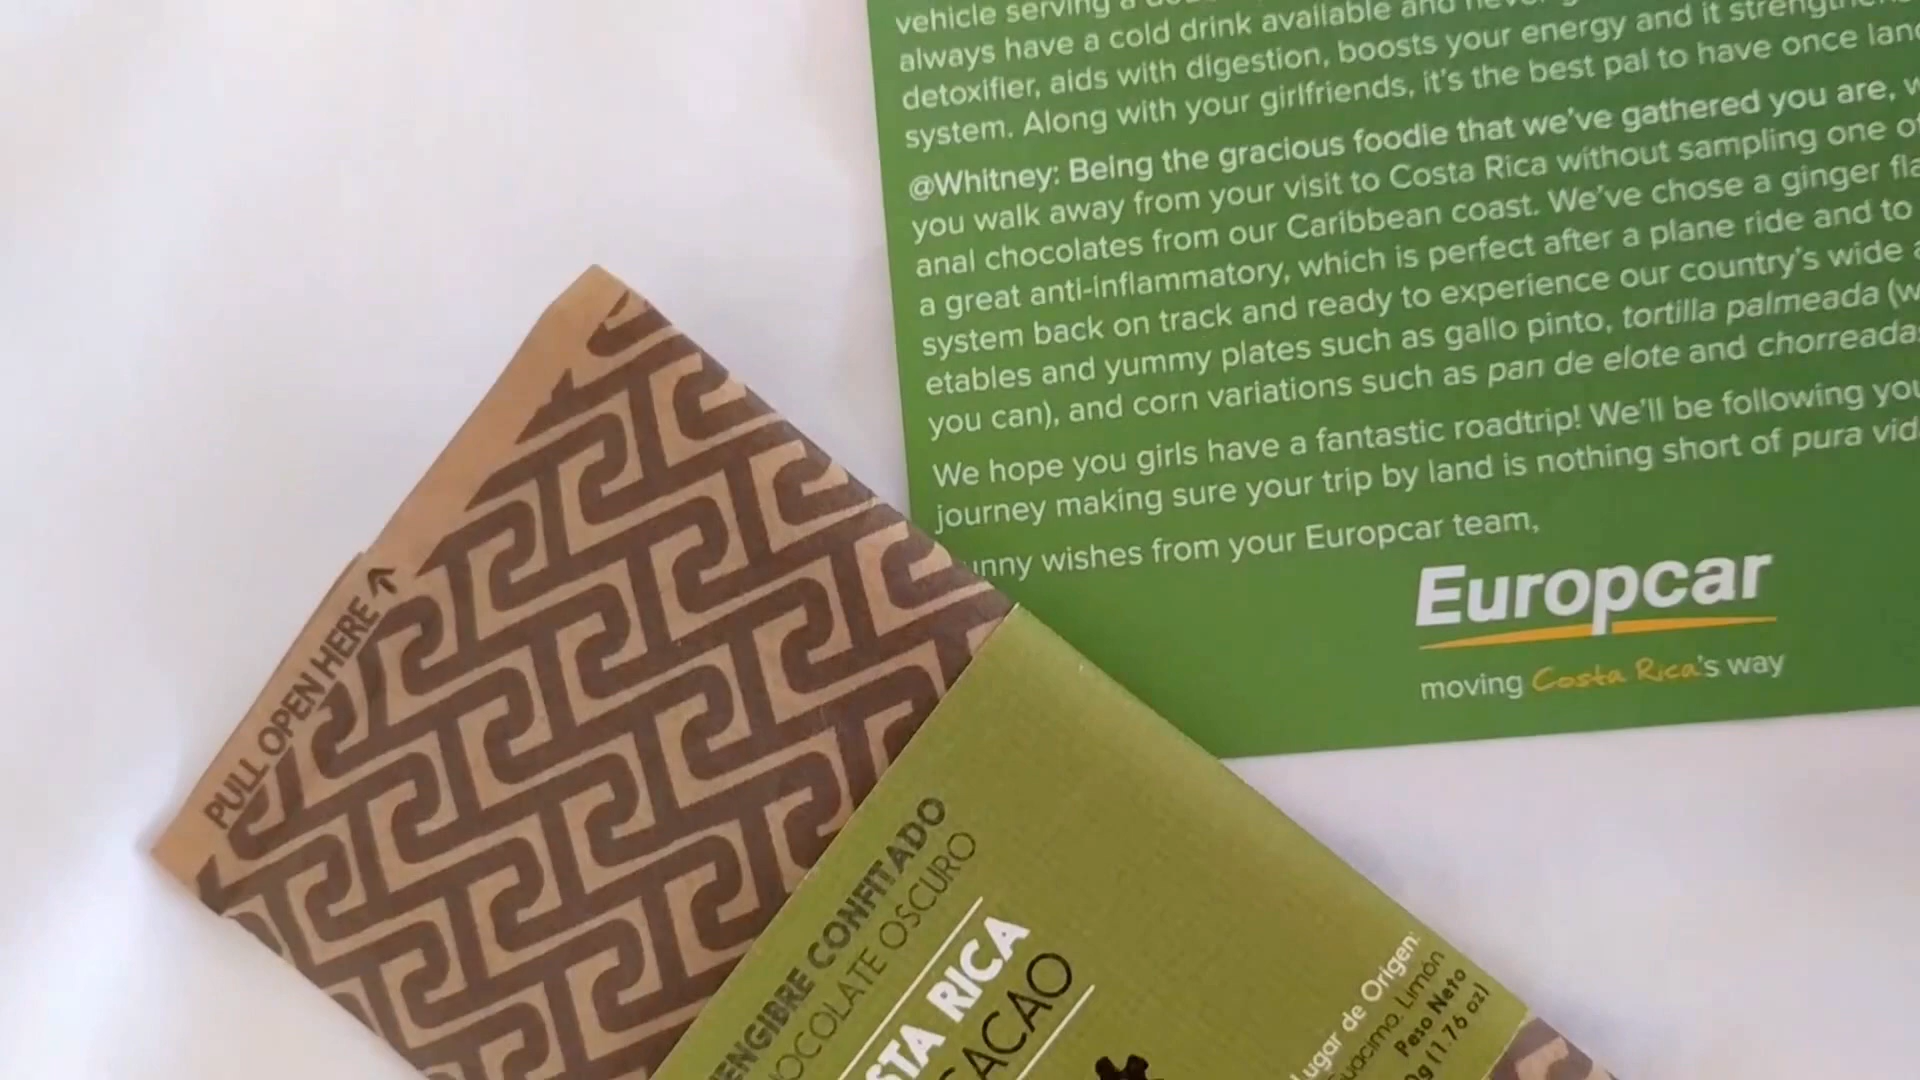 vehicle serving a
always have a cold drink available and
detoxifier, aids with digestion, boosts your energy and it
system. Along with your girlfriends, it's the best pal to have once
@Whitney: Being the gracious foodie that we've gathered you are,
you walk away from your visit to Costa Rica without sampling one
anal chocolates from our Caribbean coast. We've chose a ginger
a great anti-inflammatory, which is perfect after a plane ride and to
system back on track and ready to experience our country's wide
etables and yummy plates such as gallo pinto, tortilla palmeada
you can), and corn variations such as pan de elote and
We hope you girls have a fantastic roadtrip! We'll be following
journey making sure your trip by land is nothing short of pura
unny wishes from your Europcar team,
Europcar
moving Costa Rica's way
PULL OPEN HERE
ENGIBRE CONFITADO
OCOLATE OSCURO
STA RICA
CACAO
Lugar de Origen:
Guácimo. Limón
Peso Neto
0g (1.76 oz)